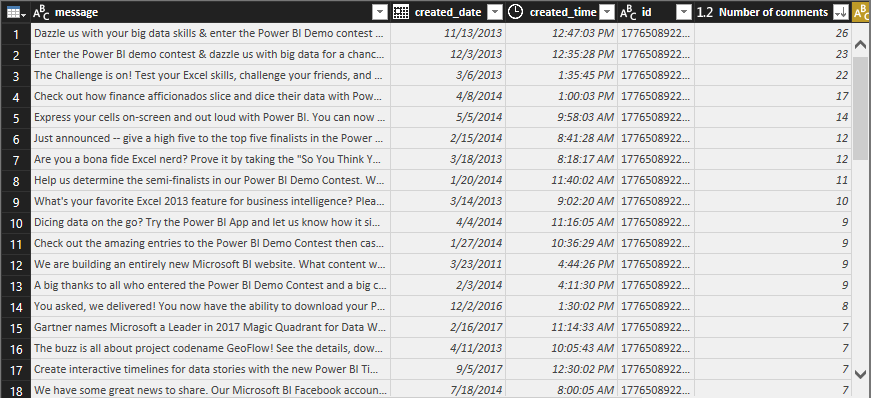 ABC message created_date created_time ABC id 1.2 Number of comments ABC
1 Dazzle us with your big data skills & enter the Power BI Demo contest ... 11/13/2013 12:47:03 PM 1776508922... 26
2 Enter the Power BI demo contest & dazzle us with big data for a chanc... 12/3/2013 12:35:28 PM 1776508922... 23
3 The Challenge is on! Test your Excel skills, challenge your friends, and ... 3/6/2013 1:35:45 PM 1776508922... 22
4 Check out how finance afficionados slice and dice their data with Pow... 4/8/2014 1:00:03 PM 1776508922... 17
5 Express your cells on-screen and out loud with Power BI. You can now ... 5/5/2014 9:58:03 AM 1776508922... 14
6 Just announced -- give a high five to the top five finalists in the Power ... 2/15/2014 8:41:28 AM 1776508922... 12
7 Are you a bona fide Excel nerd? Prove it by taking the "So You Think Y... 3/18/2013 8:18:17 AM 1776508922... 12
8 Help us determine the semi-finalists in our Power BI Demo Contest. W... 1/20/2014 11:40:02 AM 1776508922... 11
9 What's your favorite Excel 2013 feature for business intelligence? Plea... 3/14/2013 9:02:20 AM 1776508922... 10
10 Dicing data on the go? Try the Power BI App and let us know how it si... 4/4/2014 11:16:05 AM 1776508922... 9
11 Check out the amazing entries to the Power BI Demo Contest then cas... 1/27/2014 10:36:29 AM 1776508922... 9
12 We are building an entirely new Microsoft BI website. What content w... 3/23/2011 4:44:26 PM 1776508922... 9
13 A big thanks to all who entered the Power BI Demo Contest and a big c... 2/3/2014 4:11:30 PM 1776508922... 9
14 You asked, we delivered! You now have the ability to download your P... 12/2/2016 1:30:02 PM 1776508922... 8
15 Gartner names Microsoft a Leader in 2017 Magic Quadrant for Data W... 2/16/2017 11:14:33 AM 1776508922... 7
16 The buzz is all about project codename GeoFlow! See the details, dow... 4/11/2013 10:05:43 AM 1776508922... 7
17 Create interactive timelines for data stories with the new Power BI Ti... 9/5/2017 12:30:02 PM 1776508922... 7
18 We have some great news to share. Our Microsoft BI Facebook accoun... 7/18/2014 8:00:05 AM 1776508922... 7